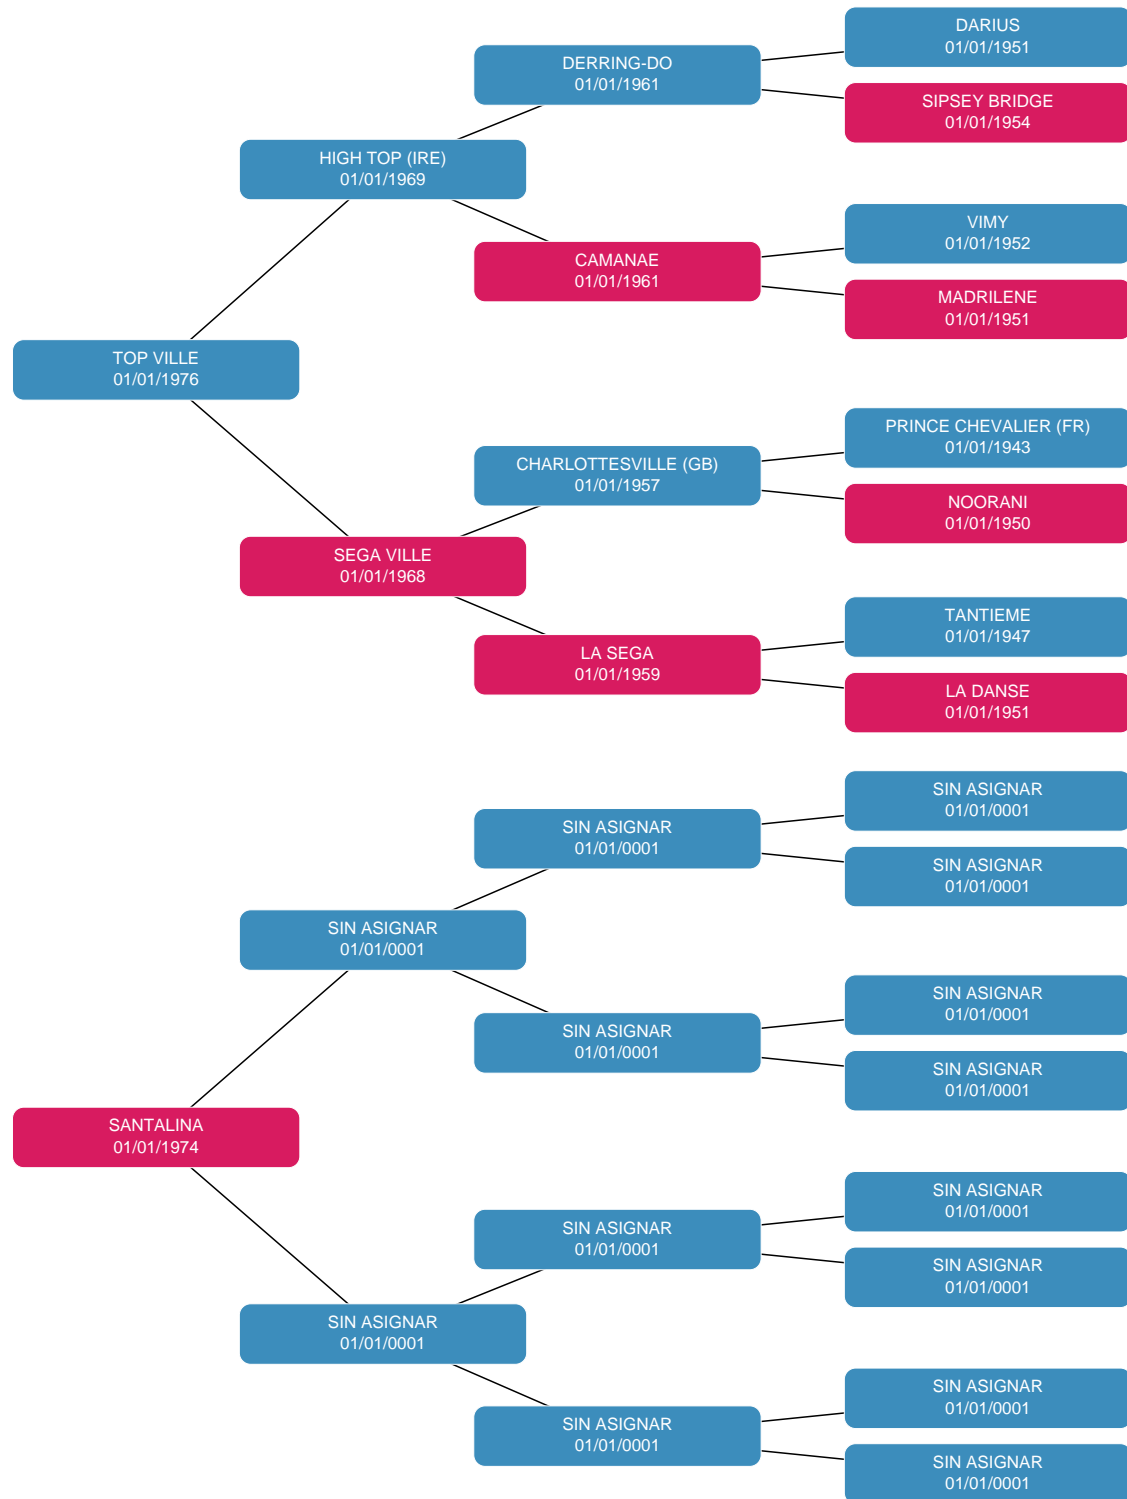 DARIUS
01/01/1951
DERRING-DO
01/01/1961
SIPSEY BRIDGE
01/01/1954
HIGH TOP (IRE)
01/01/1969
VIMY
01/01/1952
CAMANAE
01/01/1961
MADRILENE
01/01/1951
TOP VILLE
01/01/1976
PRINCE CHEVALIER (FR)
01/01/1943
CHARLOTTESVILLE (GB)
01/01/1957
NOORANI
01/01/1950
SEGA VILLE
01/01/1968
TANTIEME
01/01/1947
LA SEGA
01/01/1959
LA DANSE
01/01/1951
SIN ASIGNAR
01/01/0001
SIN ASIGNAR
01/01/0001
SIN ASIGNAR
01/01/0001
SIN ASIGNAR
01/01/0001
SIN ASIGNAR
01/01/0001
SIN ASIGNAR
01/01/0001
SIN ASIGNAR
01/01/0001
SANTALINA
01/01/1974
SIN ASIGNAR
01/01/0001
SIN ASIGNAR
01/01/0001
SIN ASIGNAR
01/01/0001
SIN ASIGNAR
01/01/0001
SIN ASIGNAR
01/01/0001
SIN ASIGNAR
01/01/0001
SIN ASIGNAR
01/01/0001